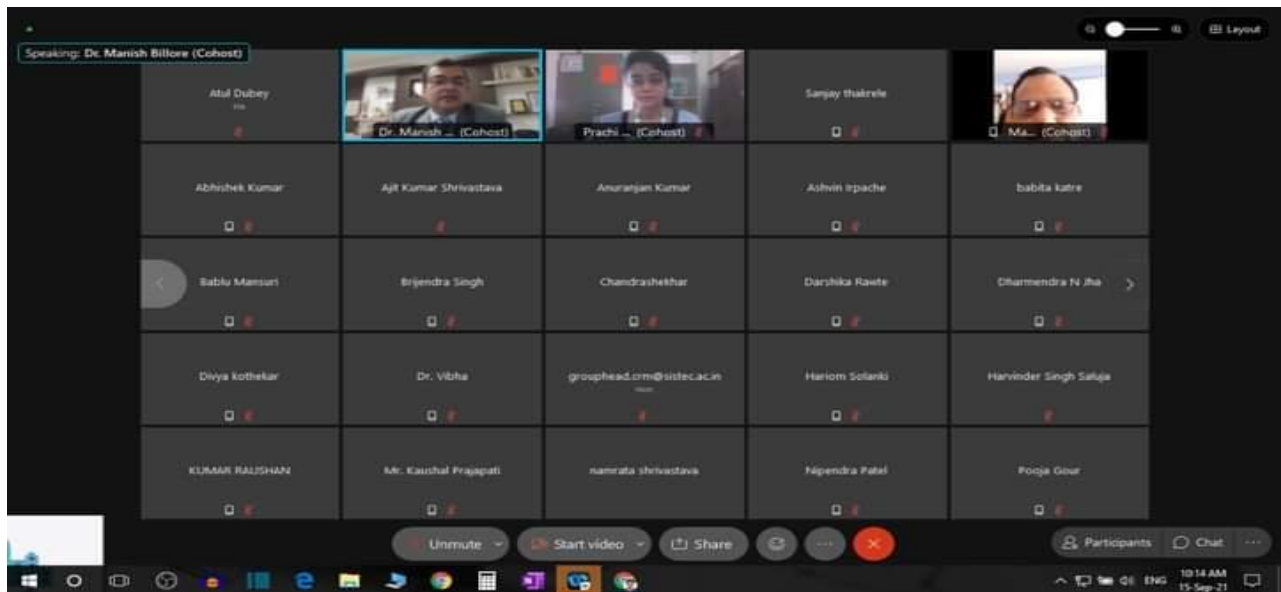 Speaking: Dr. Manish Billore (Cohost)
Layout
Atul Dubey
Dr. Manish ... (Cohost)
Prachi ... (Cohost)
Sanjay thakrele
Ma... (Cohost)
Abhishek Kumar
Ajit Kumar Shrivastava
Anuranjan Kumar
Ashvin Irpache
babita katre
Bablu Mansuri
Brijendra Singh
Chandrashekhar
Darshika Rawte
Dharmendra N Jha
Divya kothekar
Dr. Vibha
grouphead.crm@sistec.ac.in
Hariom Solanki
Harvinder Singh Saluja
KUMAR RAUSHAN
Mr. Kaushal Prajapati
namrata shrivastava
Nipendra Patel
Pooja Gour
Unmute
Start video
Share
Participants
Chat
ENG
10:14 AM
15-Sep-21